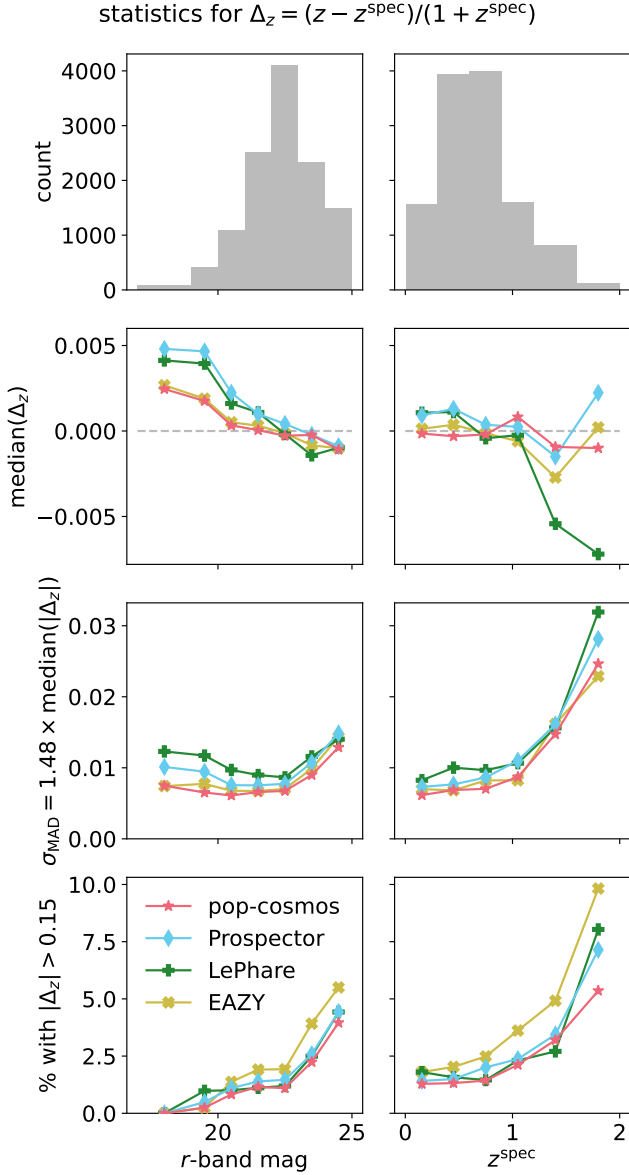 statistics for Δz = (z − z^spec)/(1 + z^spec)
4000
3000
2000
1000
0
count
0.005
0.000
−0.005
median(Δz)
0.03
0.02
0.01
0.00
σMAD = 1.48 × median(|Δz|)
10.0
7.5
5.0
2.5
0.0
% with |Δz| > 0.15
pop-cosmos
Prospector
LePhare
EAZY
20 25
r-band mag
0 1 2
z^spec